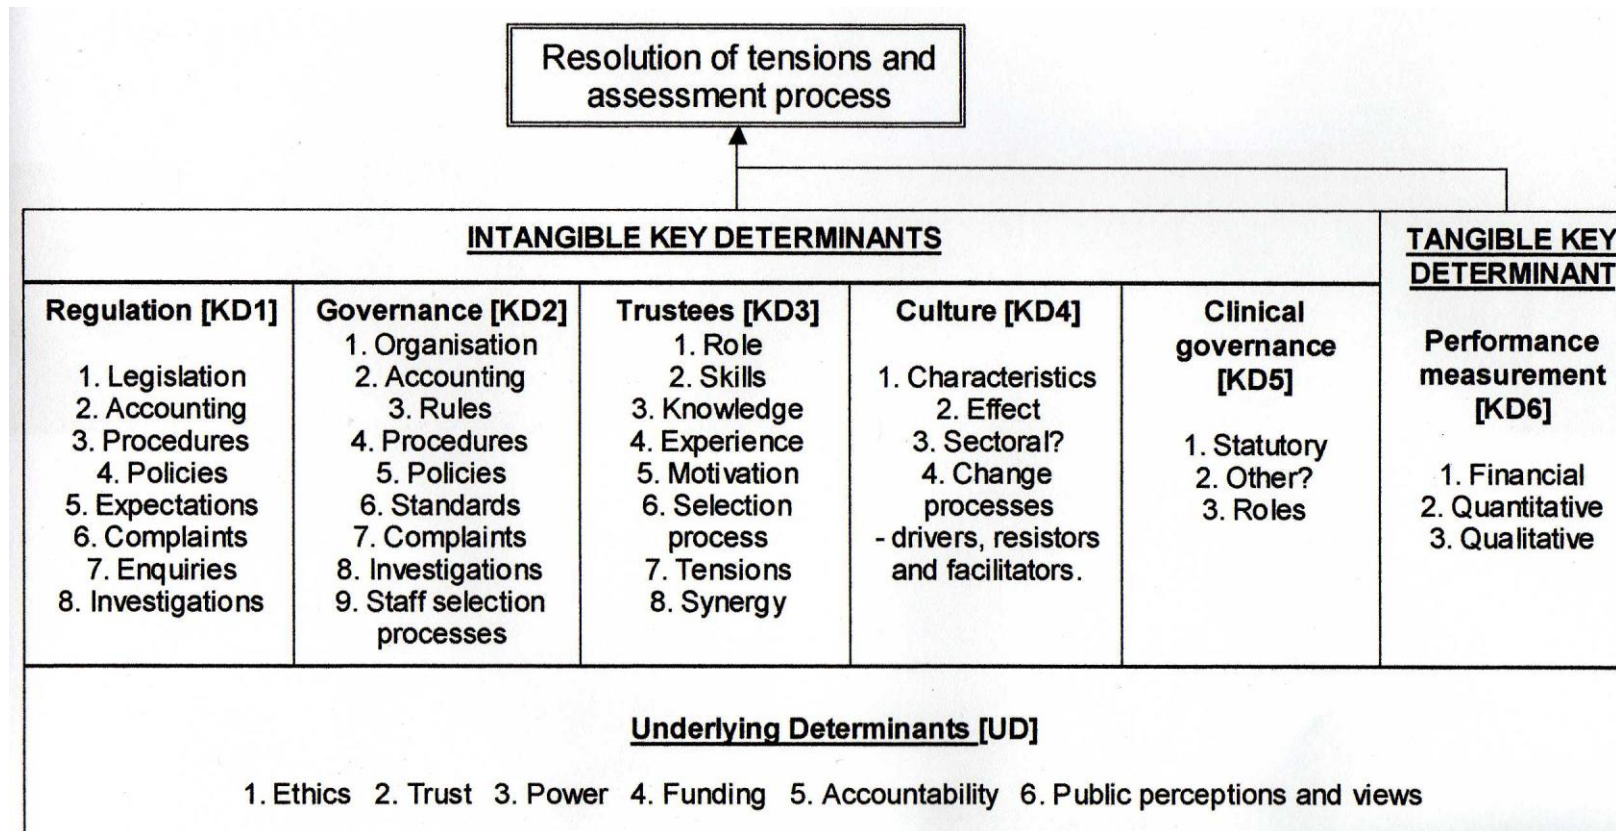 Resolution of tensions and
assessment process
INTANGIBLE KEY DETERMINANTS
TANGIBLE KEY
DETERMINANT
Regulation [KD1]
1. Legislation
2. Accounting
3. Procedures
4. Policies
5. Expectations
6. Complaints
7. Enquiries
8. Investigations
Governance [KD2]
1. Organisation
2. Accounting
3. Rules
4. Procedures
5. Policies
6. Standards
7. Complaints
8. Investigations
9. Staff selection
processes
Trustees [KD3]
1. Role
2. Skills
3. Knowledge
4. Experience
5. Motivation
6. Selection
process
7. Tensions
8. Synergy
Culture [KD4]
1. Characteristics
2. Effect
3. Sectoral?
4. Change
processes
- drivers, resistors
and facilitators.
Clinical
governance
[KD5]
1. Statutory
2. Other?
3. Roles
Performance
measurement
[KD6]
1. Financial
2. Quantitative
3. Qualitative
Underlying Determinants [UD]
1. Ethics 2. Trust 3. Power 4. Funding 5. Accountability 6. Public perceptions and views